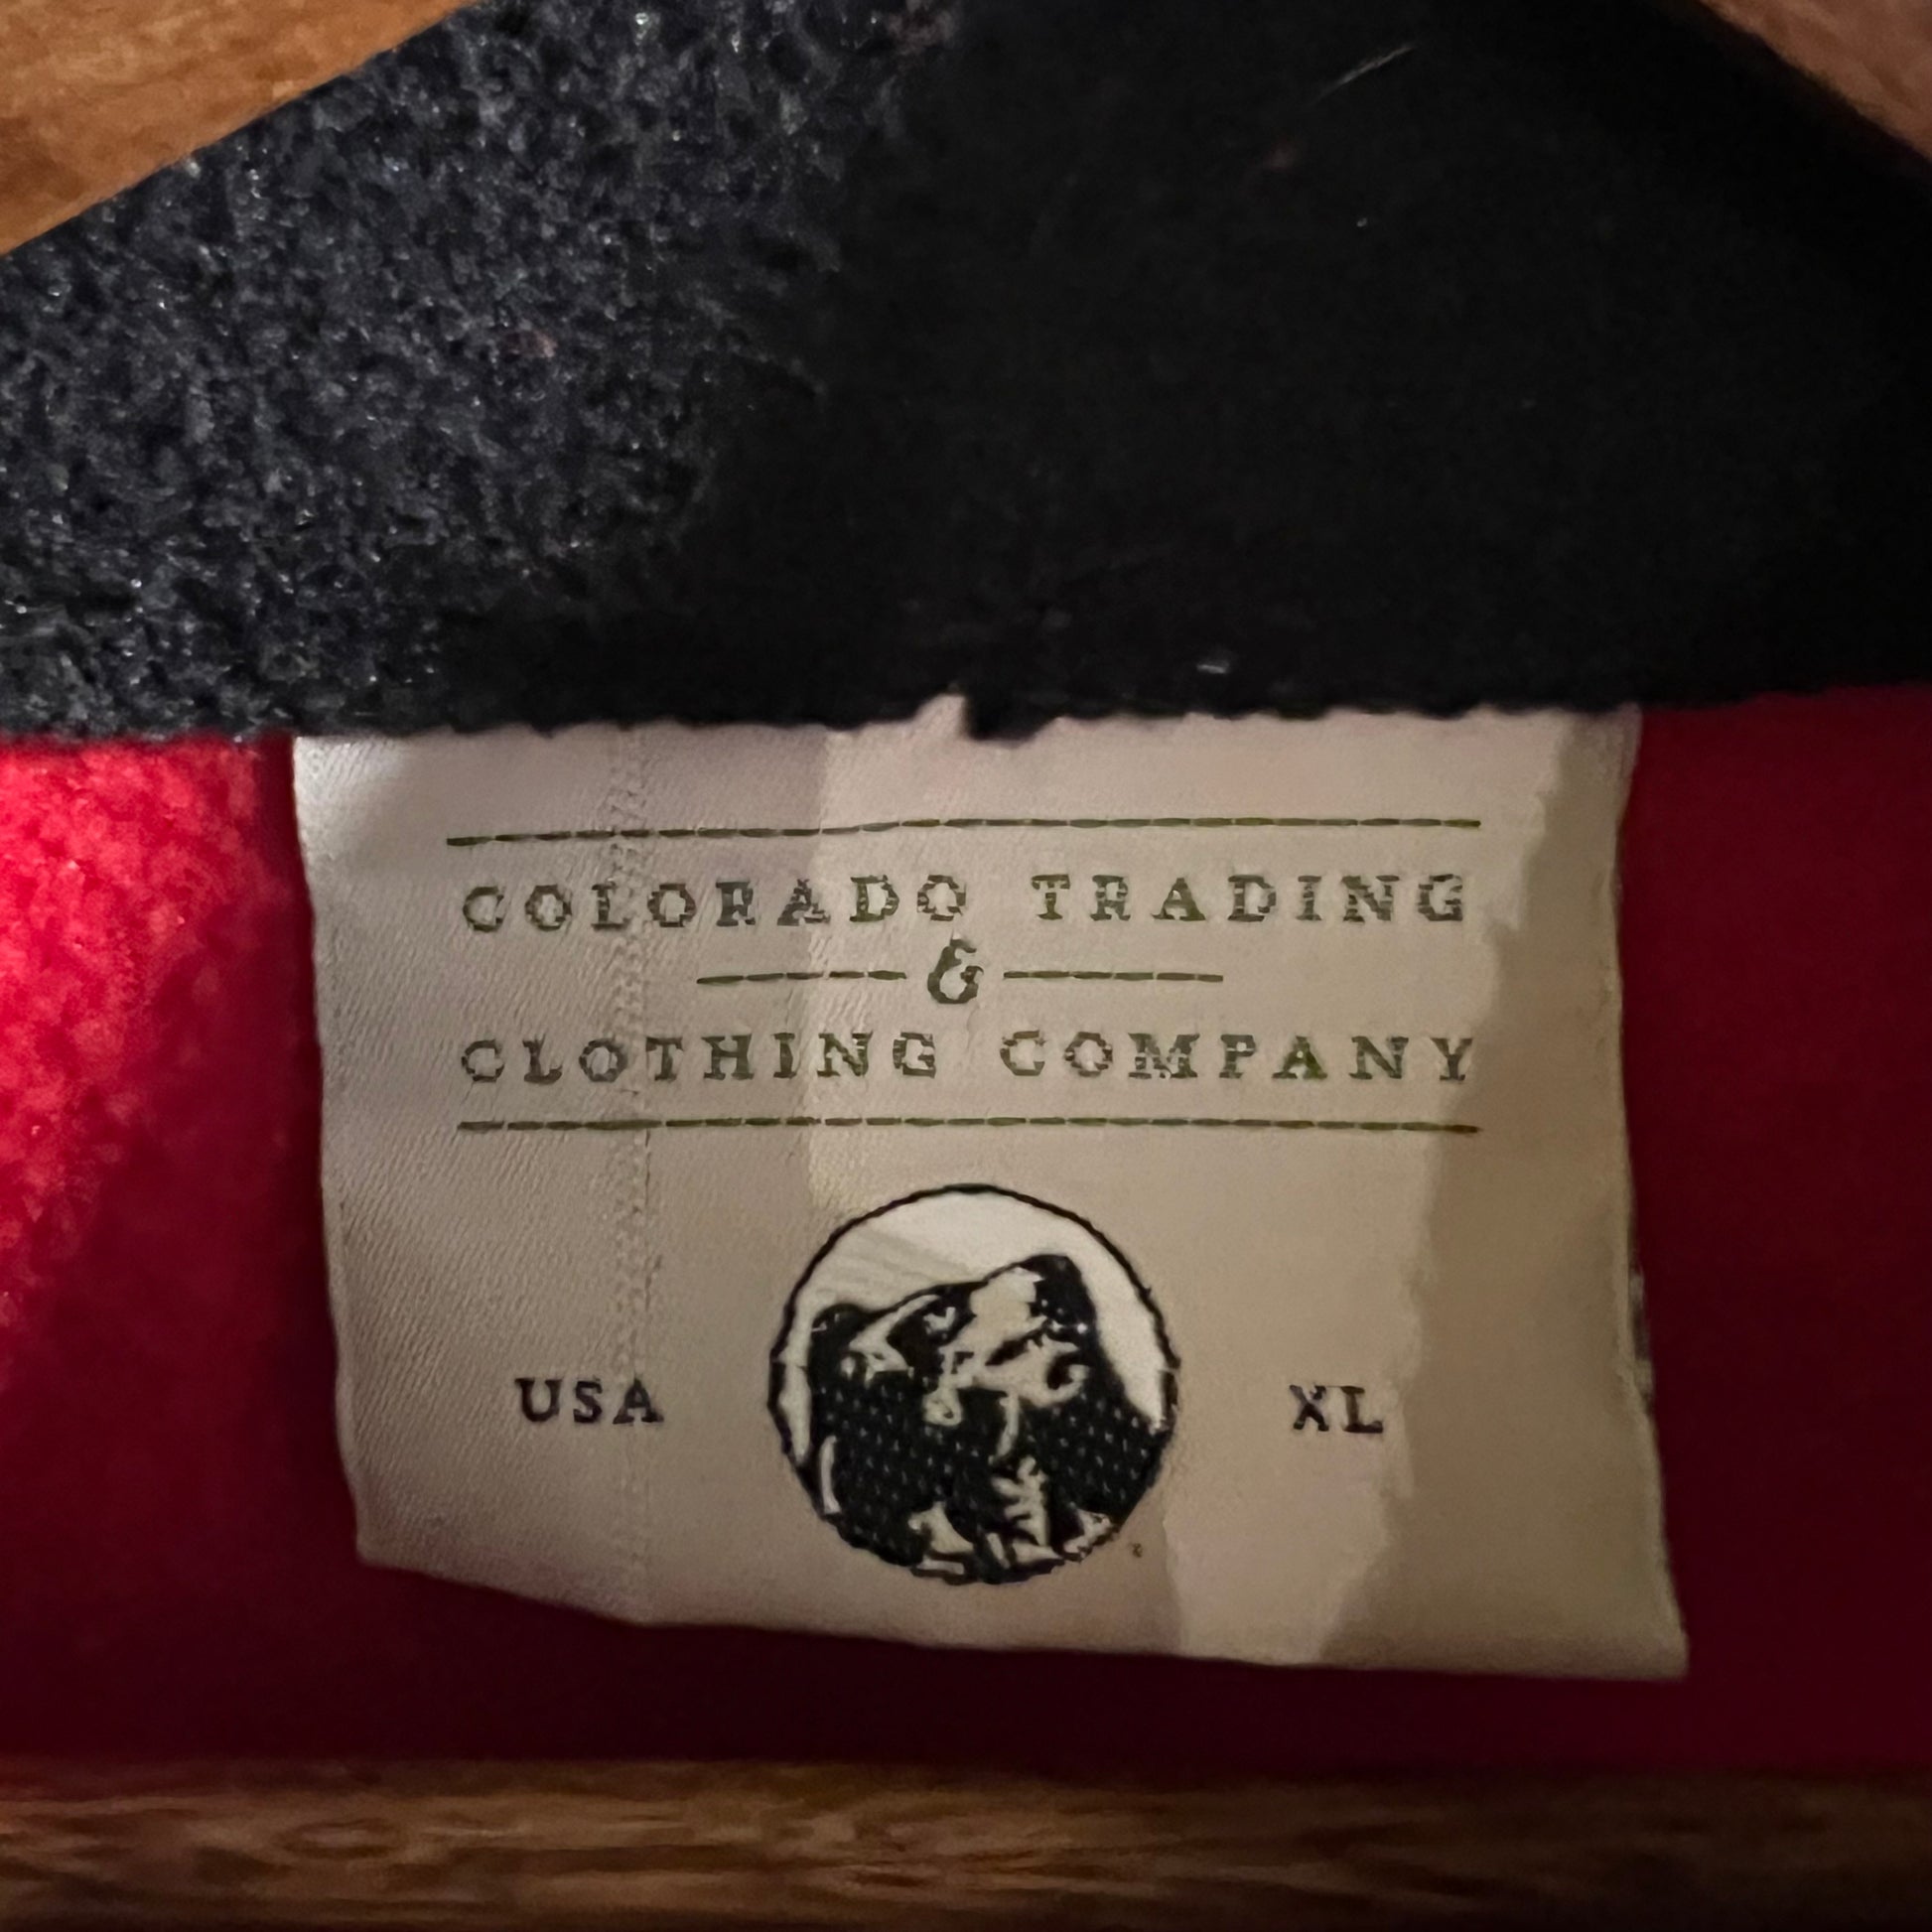 COLORADO TRADING
&
CLOTHING COMPANY
USA XL